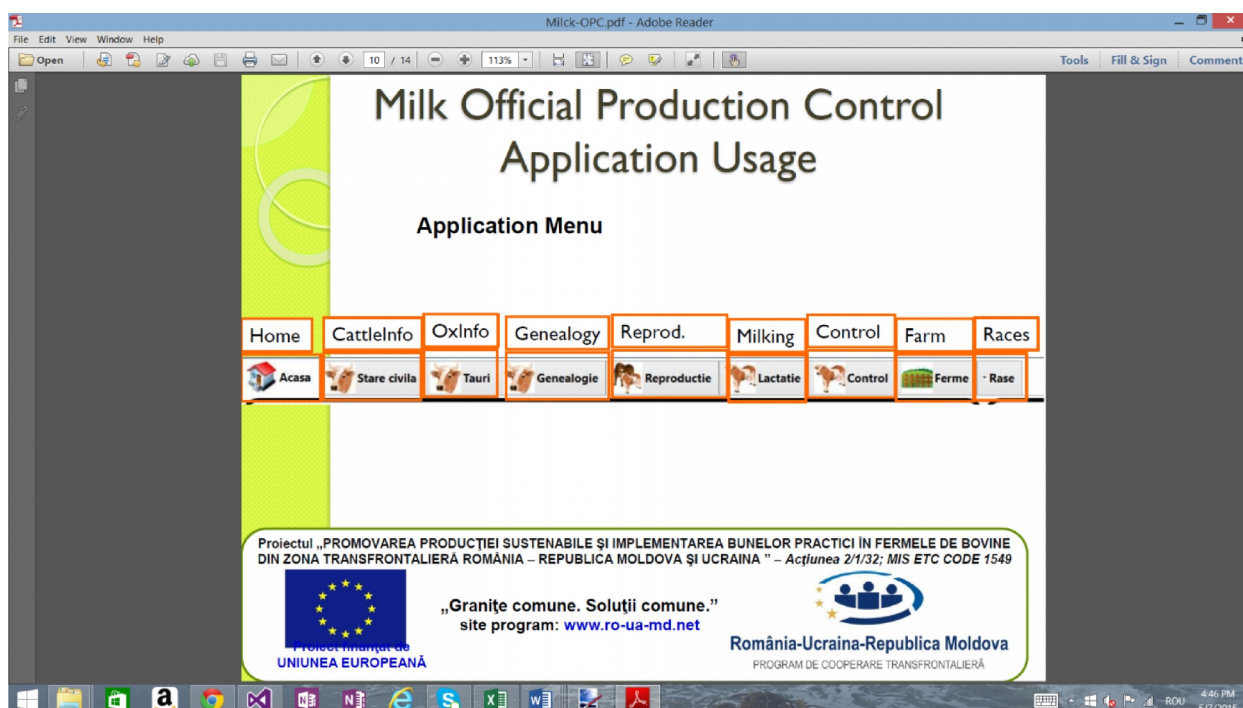 Milck-OPC.pdf - Adobe Reader
File Edit View Window Help
Open 10 / 14 113% Tools Fill & Sign Comment
Milk Official Production Control
Application Usage
Application Menu
Home CattleInfo OxInfo Genealogy Reprod. Milking Control Farm Races
Acasa Stare civila Tauri Genealogie Reproductie Lactatie Control Ferme Rase
Proiectul „PROMOVAREA PRODUCȚIEI SUSTENABILE ȘI IMPLEMENTAREA BUNELOR PRACTICI ÎN FERMELE DE BOVINE
DIN ZONA TRANSFRONTALIERĂ ROMÂNIA – REPUBLICA MOLDOVA ȘI UCRAINA ” – Acțiunea 2/1/32; MIS ETC CODE 1549
„Granițe comune. Soluții comune.”
site program: www.ro-ua-md.net
Proiect finanțat de
UNIUNEA EUROPEANĂ
România-Ucraina-Republica Moldova
PROGRAM DE COOPERARE TRANSFRONTALIERĂ
ROU 4:46 PM
6/7/2015